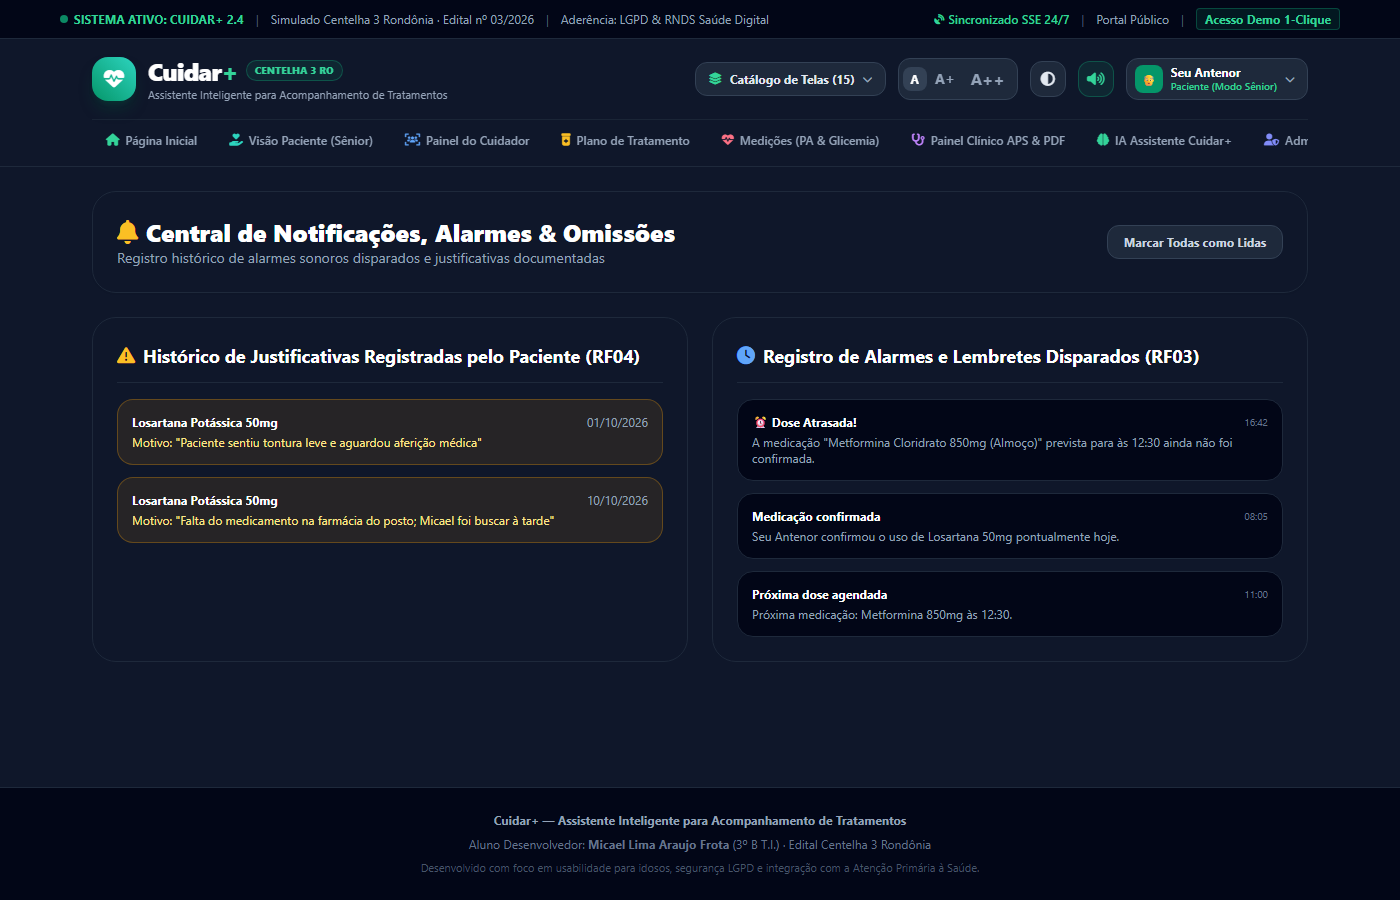 SISTEMA ATIVO: CUIDAR+ 2.4 | Simulado Centelha 3 Rondônia · Edital nº 03/2026 | Aderência: LGPD & RNDS Saúde Digital
Sincronizado SSE 24/7 | Portal Público | Acesso Demo 1-Clique
Cuidar+ CENTELHA 3 RO
Assistente Inteligente para Acompanhamento de Tratamentos
Catálogo de Telas (15)
A A+ A++
Seu Antenor
Paciente (Modo Sênior)
Página Inicial Visão Paciente (Sênior) Painel do Cuidador Plano de Tratamento Medições (PA & Glicemia) Painel Clínico APS & PDF IA Assistente Cuidar+ Adm
Central de Notificações, Alarmes & Omissões
Registro histórico de alarmes sonoros disparados e justificativas documentadas
Marcar Todas como Lidas
Histórico de Justificativas Registradas pelo Paciente (RF04)
Losartana Potássica 50mg 01/10/2026
Motivo: "Paciente sentiu tontura leve e aguardou aferição médica"
Losartana Potássica 50mg 10/10/2026
Motivo: "Falta do medicamento na farmácia do posto; Micael foi buscar à tarde"
Registro de Alarmes e Lembretes Disparados (RF03)
Dose Atrasada! 16:42
A medicação "Metformina Cloridrato 850mg (Almoço)" prevista para às 12:30 ainda não foi
confirmada.
Medicação confirmada 08:05
Seu Antenor confirmou o uso de Losartana 50mg pontualmente hoje.
Próxima dose agendada 11:00
Próxima medicação: Metformina 850mg às 12:30.
Cuidar+ — Assistente Inteligente para Acompanhamento de Tratamentos
Aluno Desenvolvedor: Micael Lima Araujo Frota (3º B T.I.) · Edital Centelha 3 Rondônia
Desenvolvido com foco em usabilidade para idosos, segurança LGPD e integração com a Atenção Primária à Saúde.